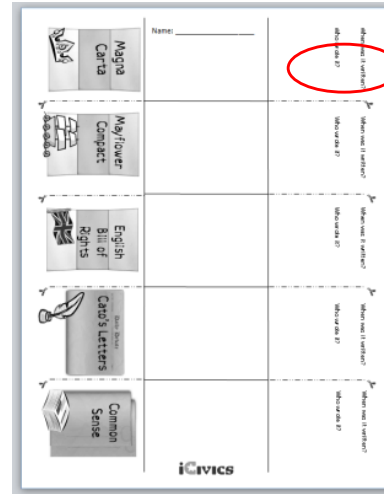 Name:
Magna
Carta
When was it written?
Who wrote it?
Mayflower
Compact
When was it written?
Who wrote it?
English
Bill of
Rights
When was it written?
Who wrote it?
Cato's Letters
When was it written?
Who wrote it?
Common
Sense
When was it written?
Who wrote it?
iCIVICS